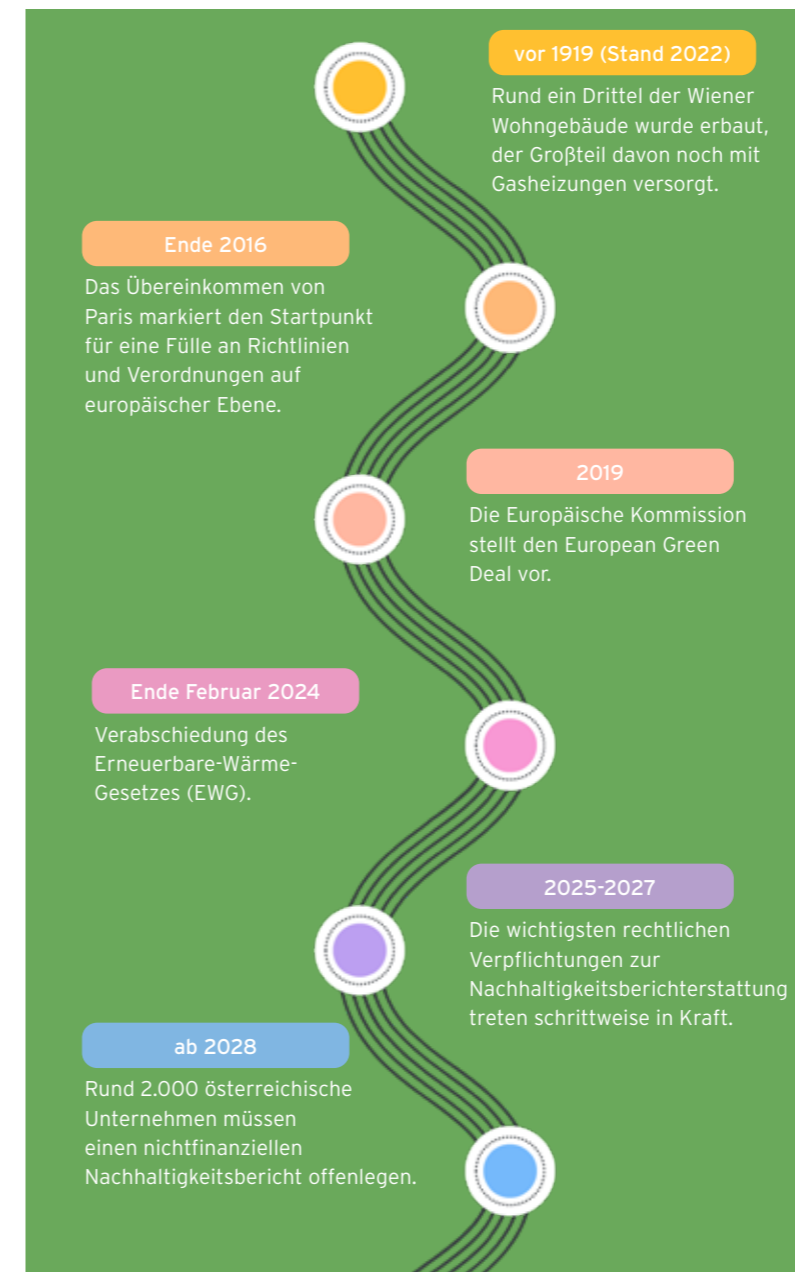 vor 1919 (Stand 2022)
Rund ein Drittel der Wiener
Wohngebäude wurde erbaut,
der Großteil davon noch mit
Gasheizungen versorgt.
Ende 2016
Das Übereinkommen von
Paris markiert den Startpunkt
für eine Fülle an Richtlinien
und Verordnungen auf
europäischer Ebene.
2019
Die Europäische Kommission
stellt den European Green
Deal vor.
Ende Februar 2024
Verabschiedung des
Erneuerbare-Wärme-
Gesetzes (EWG).
2025-2027
Die wichtigsten rechtlichen
Verpflichtungen zur
Nachhaltigkeitsberichterstattung
treten schrittweise in Kraft.
ab 2028
Rund 2.000 österreichische
Unternehmen müssen
einen nichtfinanziellen
Nachhaltigkeitsbericht offenlegen.